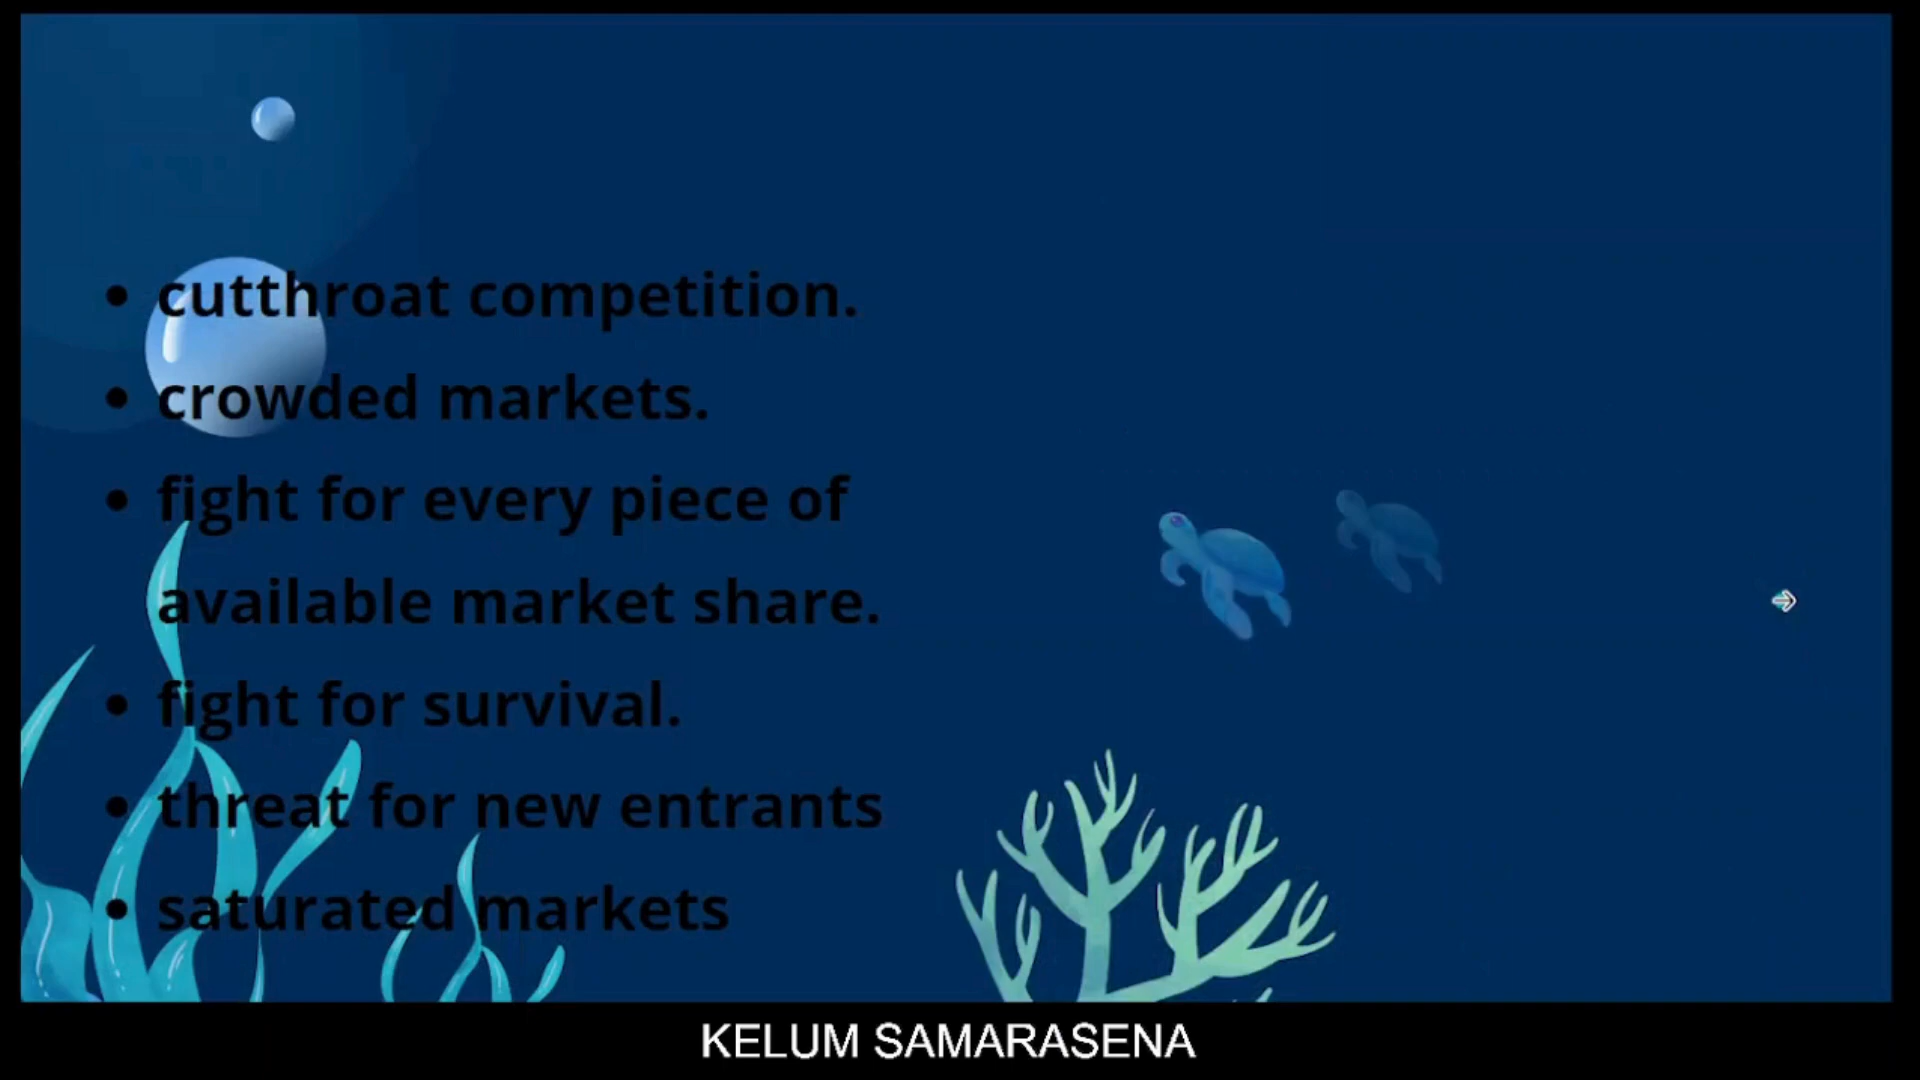 • cutthroat competition.
• crowded markets.
• fight for every piece of
available market share.
• fight for survival.
• threat for new entrants
• saturated markets
KELUM SAMARASENA